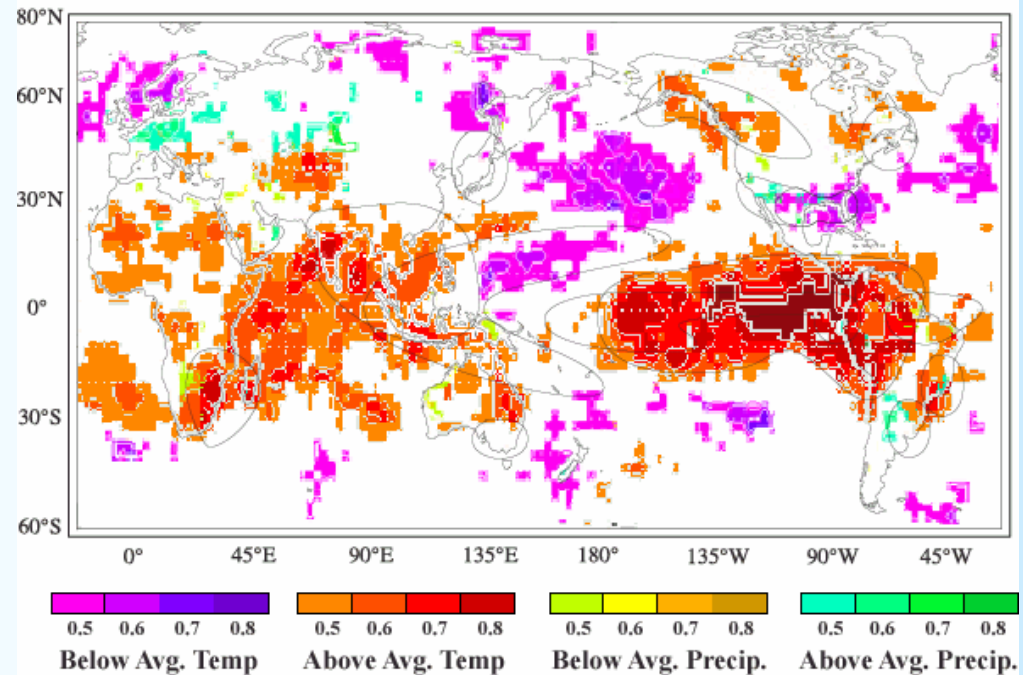 80°N
60°N
30°N
0°
30°S
60°S
0° 45°E 90°E 135°E 180° 135°W 90°W 45°W
0.5 0.6 0.7 0.8 0.5 0.6 0.7 0.8 0.5 0.6 0.7 0.8 0.5 0.6 0.7 0.8
Below Avg. Temp Above Avg. Temp Below Avg. Precip. Above Avg. Precip.